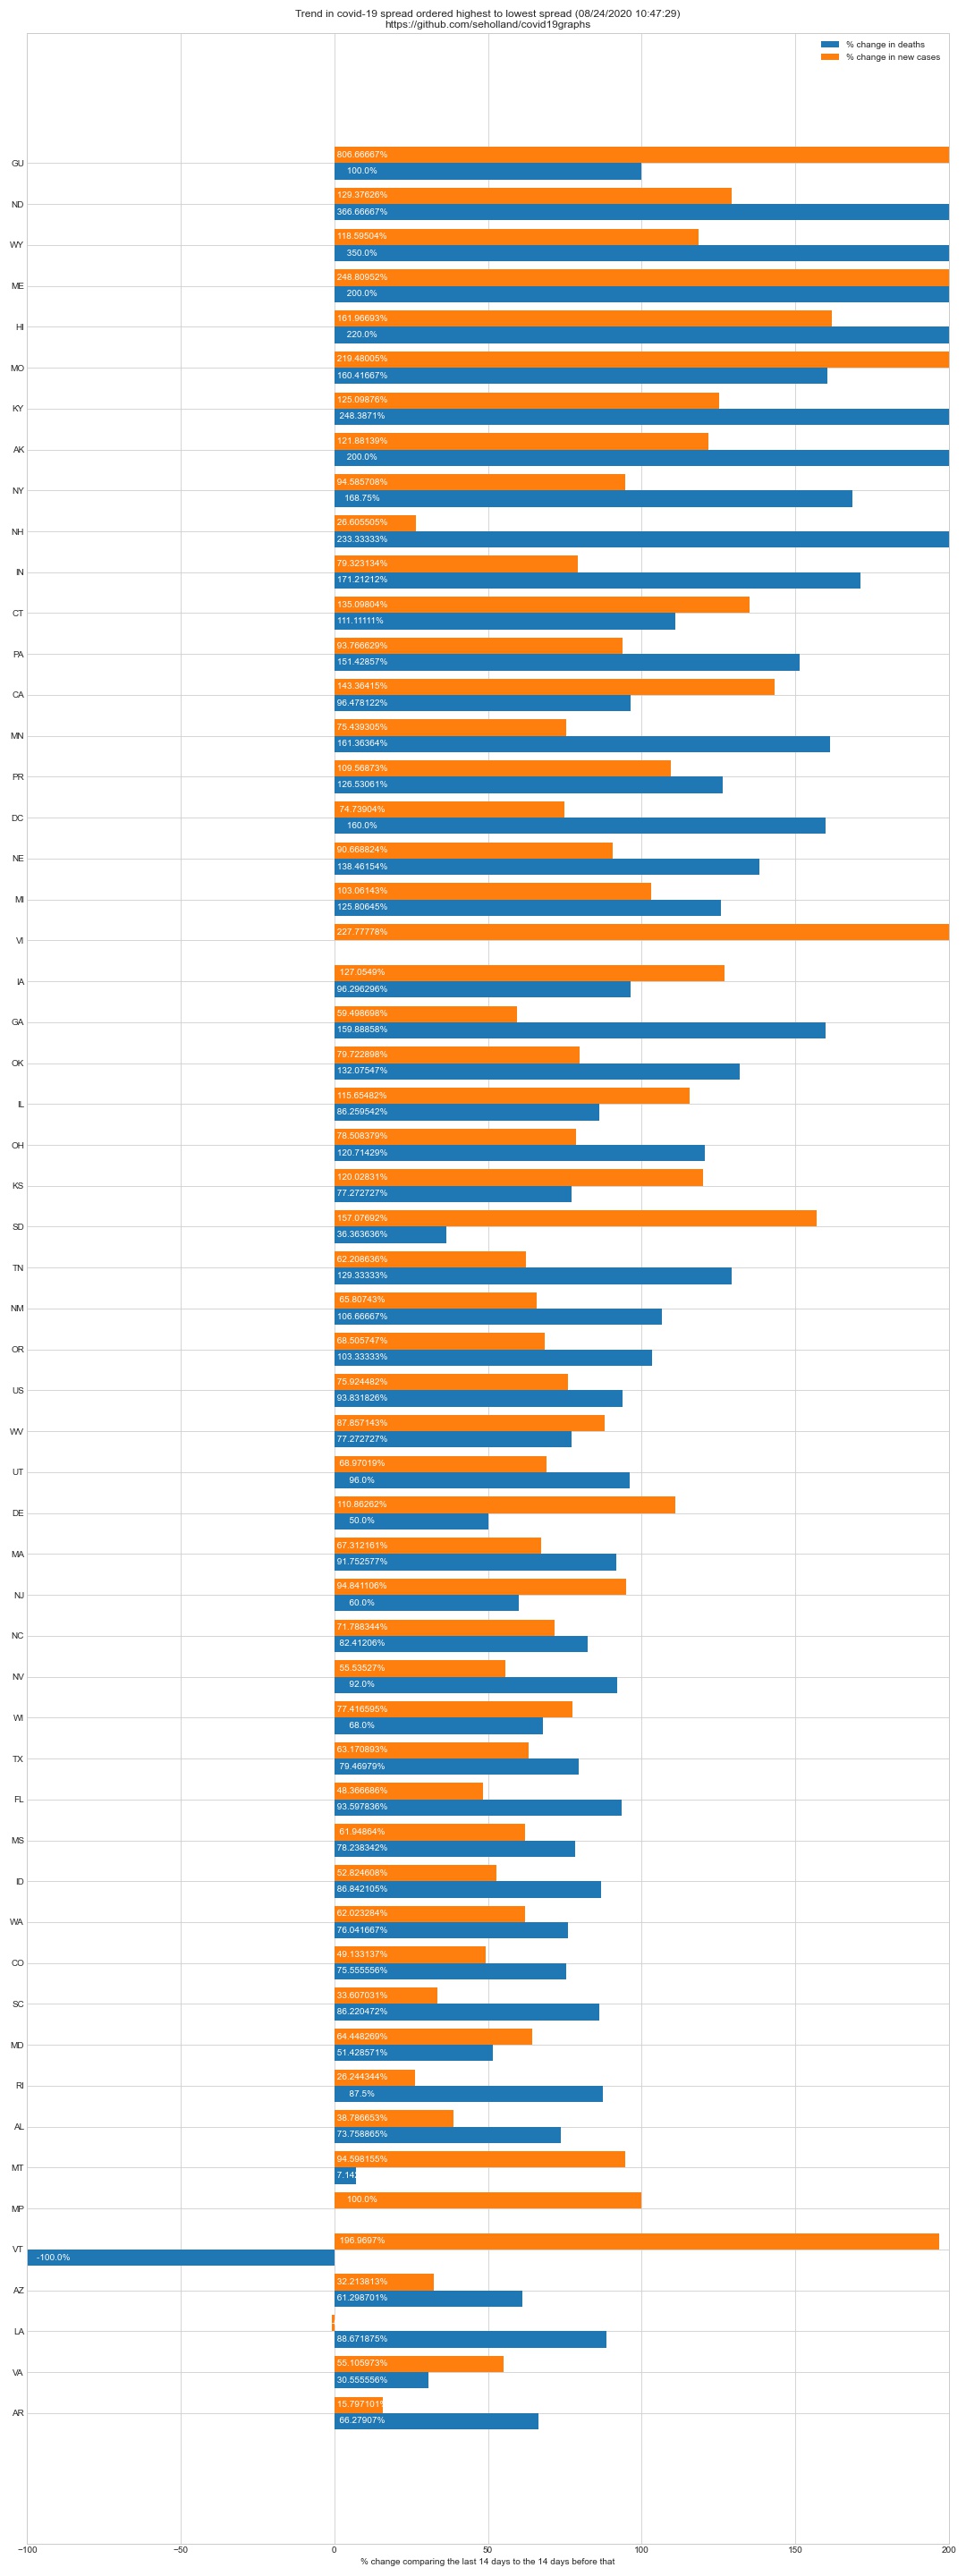 Trend in covid-19 spread ordered highest to lowest spread (08/24/2020 10:47:29)
https://github.com/seholland/covid19graphs
% change in deaths
% change in new cases
GU
806.66667%
100.0%
ND
129.37626%
366.66667%
WY
118.59504%
350.0%
ME
248.80952%
200.0%
HI
161.96693%
220.0%
MO
219.48005%
160.41667%
KY
125.09876%
248.3871%
AK
121.88139%
200.0%
NY
94.585708%
168.75%
NH
26.605505%
233.33333%
IN
79.323134%
171.21212%
CT
135.09804%
111.11111%
PA
93.766629%
151.42857%
CA
143.36415%
96.478122%
MN
75.439305%
161.36364%
PR
109.56873%
126.53061%
DC
74.73904%
160.0%
NE
90.668824%
138.46154%
MI
103.06143%
125.80645%
VI
227.77778%
IA
127.0549%
96.296296%
GA
59.498698%
159.88858%
OK
79.722898%
132.07547%
IL
115.65482%
86.259542%
OH
78.508379%
120.71429%
KS
120.02831%
77.272727%
SD
157.07692%
36.363636%
TN
62.208636%
129.33333%
NM
65.80743%
106.66667%
OR
68.505747%
103.33333%
US
75.924482%
93.831826%
WV
87.857143%
77.272727%
UT
68.97019%
96.0%
DE
110.86262%
50.0%
MA
67.312161%
91.752577%
NJ
94.841106%
60.0%
NC
71.788344%
82.41206%
NV
55.53527%
92.0%
WI
77.416595%
68.0%
TX
63.170893%
79.46979%
FL
48.366686%
93.597836%
MS
61.94864%
78.238342%
ID
52.824608%
86.842105%
WA
62.023284%
76.041667%
CO
49.133137%
75.555556%
SC
33.607031%
86.220472%
MD
64.448269%
51.428571%
RI
26.244344%
87.5%
AL
38.786653%
73.758865%
MT
94.598155%
7.14
MP
100.0%
VT
196.9697%
-100.0%
AZ
32.213813%
61.298701%
LA
88.671875%
VA
55.105973%
30.555556%
AR
15.797101%
66.27907%
−100 −50 0 50 100 150 200
% change comparing the last 14 days to the 14 days before that